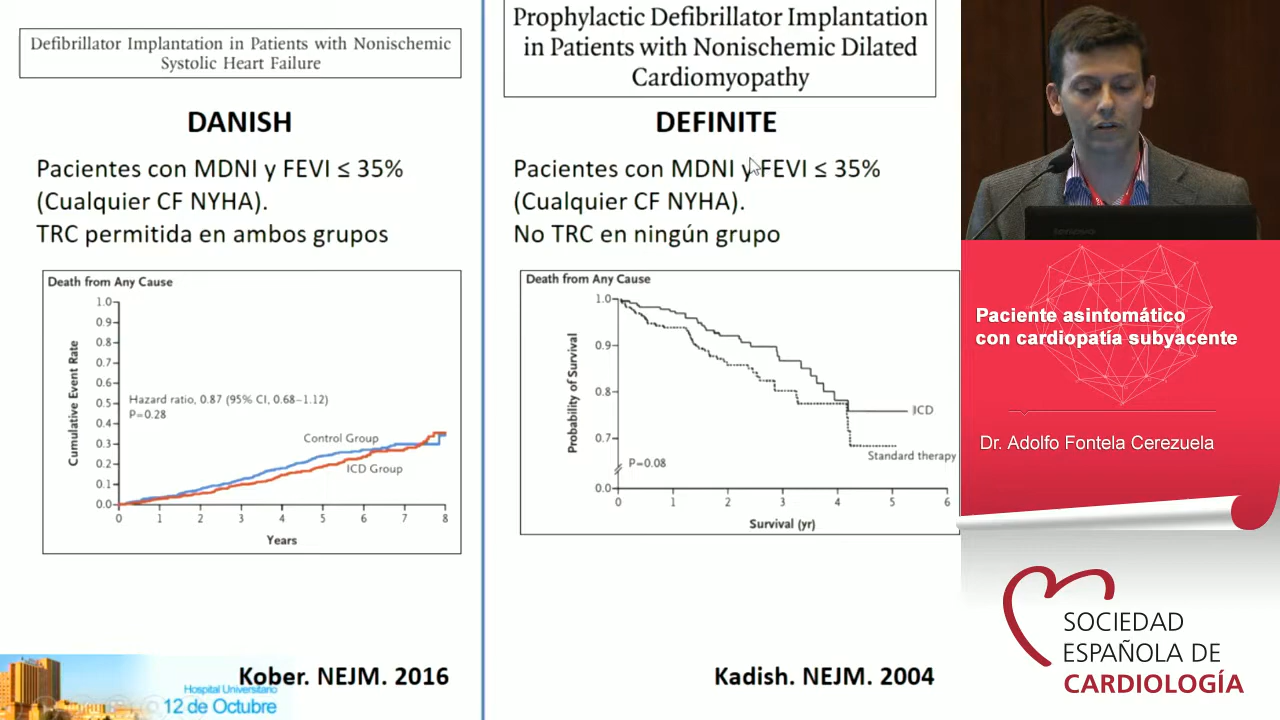 Defibrillator Implantation in Patients with Nonischemic
Systolic Heart Failure
DANISH
Pacientes con MDNI y FEVI ≤ 35%
(Cualquier CF NYHA).
TRC permitida en ambos grupos
Death from Any Cause
Cumulative Event Rate
1.0
0.9
0.8
0.7
0.6
0.5
0.4
0.3
0.2
0.1
0.0
Hazard ratio, 0.87 (95% CI, 0.68–1.12)
P=0.28
Control Group
ICD Group
0 1 2 3 4 5 6 7 8
Years
Kober. NEJM. 2016
Hospital Universitario
12 de Octubre
Prophylactic Defibrillator Implantation
in Patients with Nonischemic Dilated
Cardiomyopathy
DEFINITE
Pacientes con MDNI y FEVI ≤ 35%
(Cualquier CF NYHA).
No TRC en ningún grupo
Death from Any Cause
Probability of Survival
1.0
0.9
0.8
0.7
0.0
P=0.08
ICD
Standard therapy
0 1 2 3 4 5 6
Survival (yr)
Kadish. NEJM. 2004
Paciente asintomático
con cardiopatía subyacente
Dr. Adolfo Fontela Cerezuela
SOCIEDAD
ESPAÑOLA DE
CARDIOLOGÍA